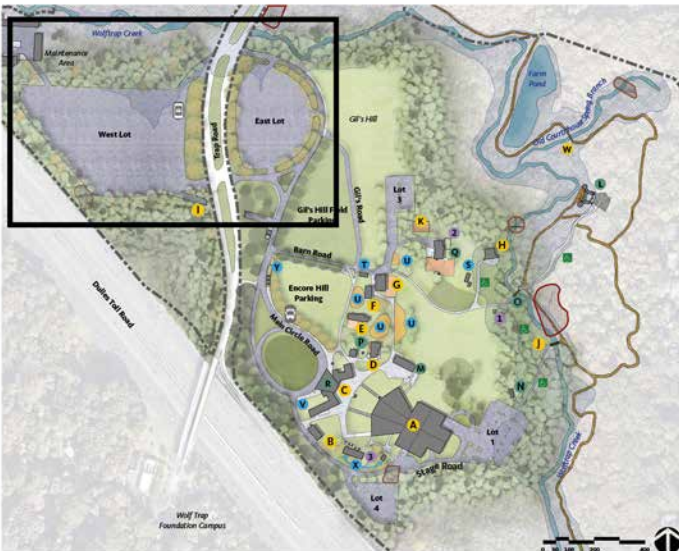 Wolftrap Creek
Maintenance
Area
West Lot
Trap Road
East Lot
Gil's Hill
Farm
Pond
Old Courthouse Spring Branch
W
L
I
Gil's Hill Field
Parking
Gil's Road
Lot
3
K
2
Q
H
S
Barn Road
Y
T
U
G
Encore Hill
Parking
U
F
E
U
U
O
1
J
P
D
Main Circle Road
M
R
C
N
V
A
B
3
X
Lot
1
Stage Road
Lot
4
Dulles Toll Road
Wolf Trap
Foundation Campus
Wolftrap Creek